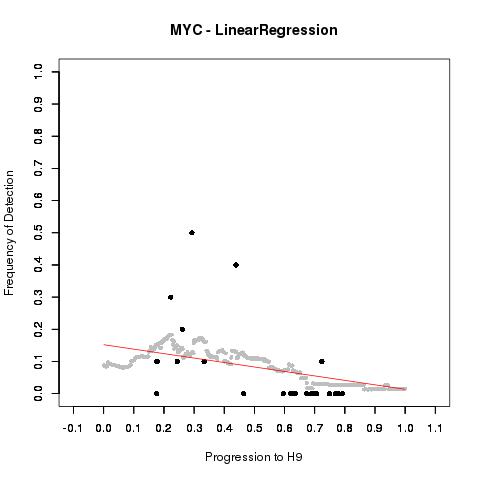 MYC - LinearRegression
Frequency of Detection
1.0
0.9
0.8
0.7
0.6
0.5
0.4
0.3
0.2
0.1
0.0
-0.1 0.0 0.1 0.2 0.3 0.4 0.5 0.6 0.7 0.8 0.9 1.0 1.1
Progression to H9